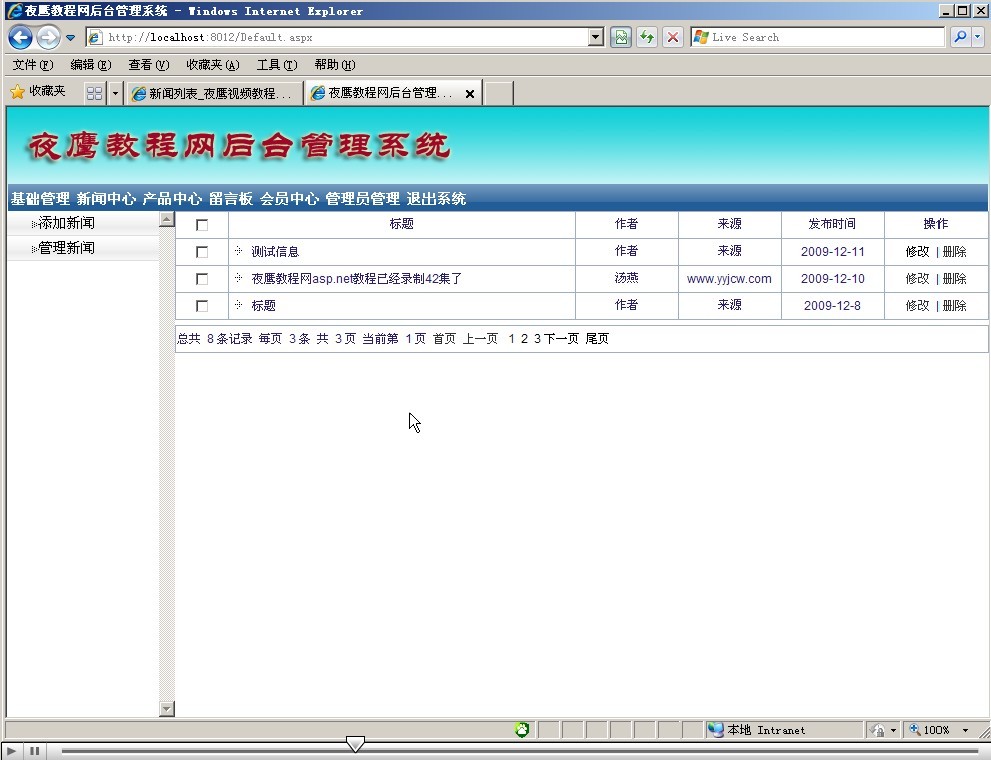 夜鹰教程网后台管理系统 - Windows Internet Explorer
http://localhost:8012/Default.aspx Live Search
文件(F) 编辑(E) 查看(V) 收藏夹(A) 工具(T) 帮助(H)
收藏夹 新闻列表_夜鹰视频教程... 夜鹰教程网后台管理...
夜鹰教程网后台管理系统
基础管理 新闻中心 产品中心 留言板 会员中心 管理员管理 退出系统
添加新闻
管理新闻
标题 作者 来源 发布时间 操作
测试信息 作者 来源 2009-12-11 修改 | 删除
夜鹰教程网asp.net教程已经录制42集了 汤燕 www.yyjcw.com 2009-12-10 修改 | 删除
标题 作者 来源 2009-12-8 修改 | 删除
总共 8条记录 每页 3条 共 3页 当前第 1页 首页 上一页 1 2 3下一页 尾页
本地 Intranet 100%